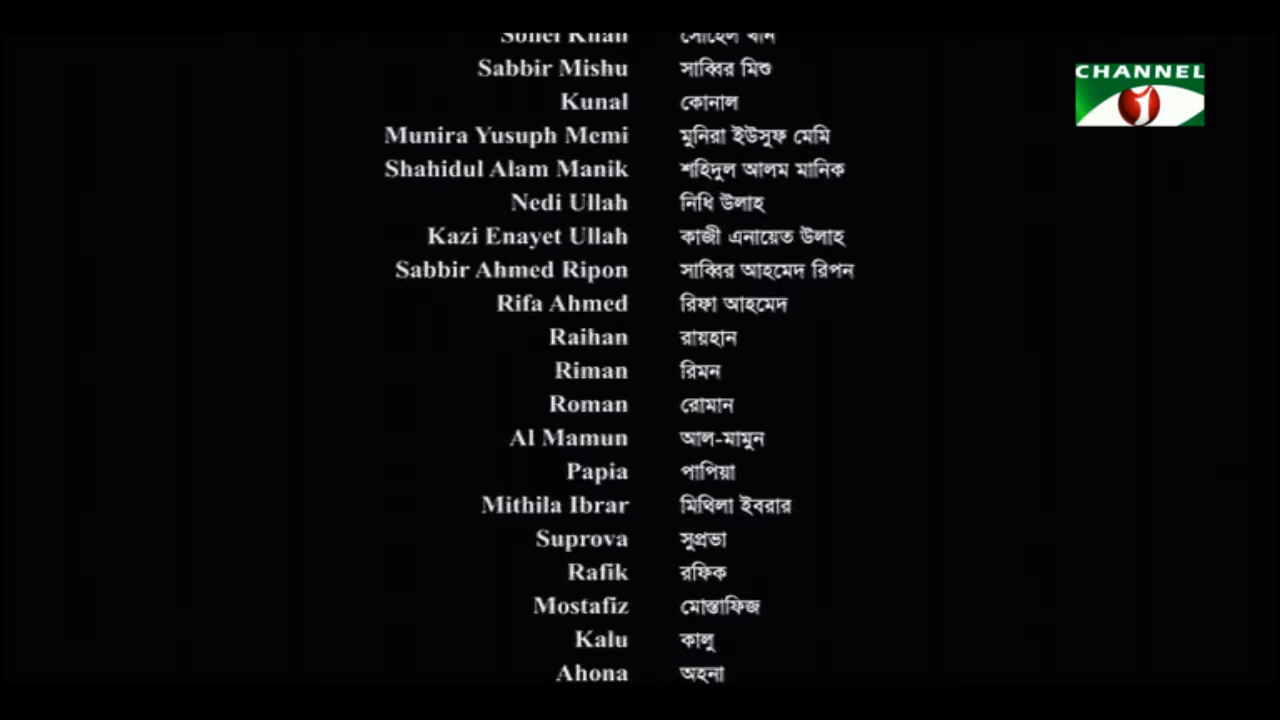 Sohel Khan সোহেল খান
CHANNEL
Sabbir Mishu সাব্বির মিশু
Kunal কোনাল
Munira Yusuph Memi মুনিরা ইউসুফ মেমি
Shahidul Alam Manik শহিদুল আলম মানিক
Nedi Ullah নিধি উলাহ
Kazi Enayet Ullah কাজী এনায়েত উলাহ
Sabbir Ahmed Ripon সাব্বির আহমেদ রিপন
Rifa Ahmed রিফা আহমেদ
Raihan রায়হান
Riman রিমন
Roman রোমান
Al Mamun আল-মামুন
Papia পাপিয়া
Mithila Ibrar মিথিলা ইবরার
Suprova সুপ্রভা
Rafik রফিক
Mostafiz মোস্তাফিজ
Kalu কালু
Ahona অহনা